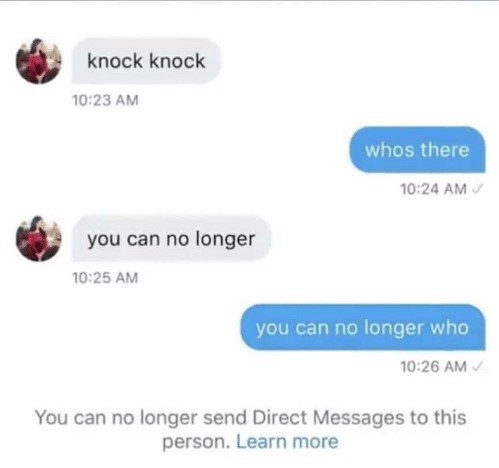 knock knock
10:23 AM
whos there
10:24 AM ✓
you can no longer
10:25 AM
you can no longer who
10:26 AM ✓
You can no longer send Direct Messages to this
person. Learn more